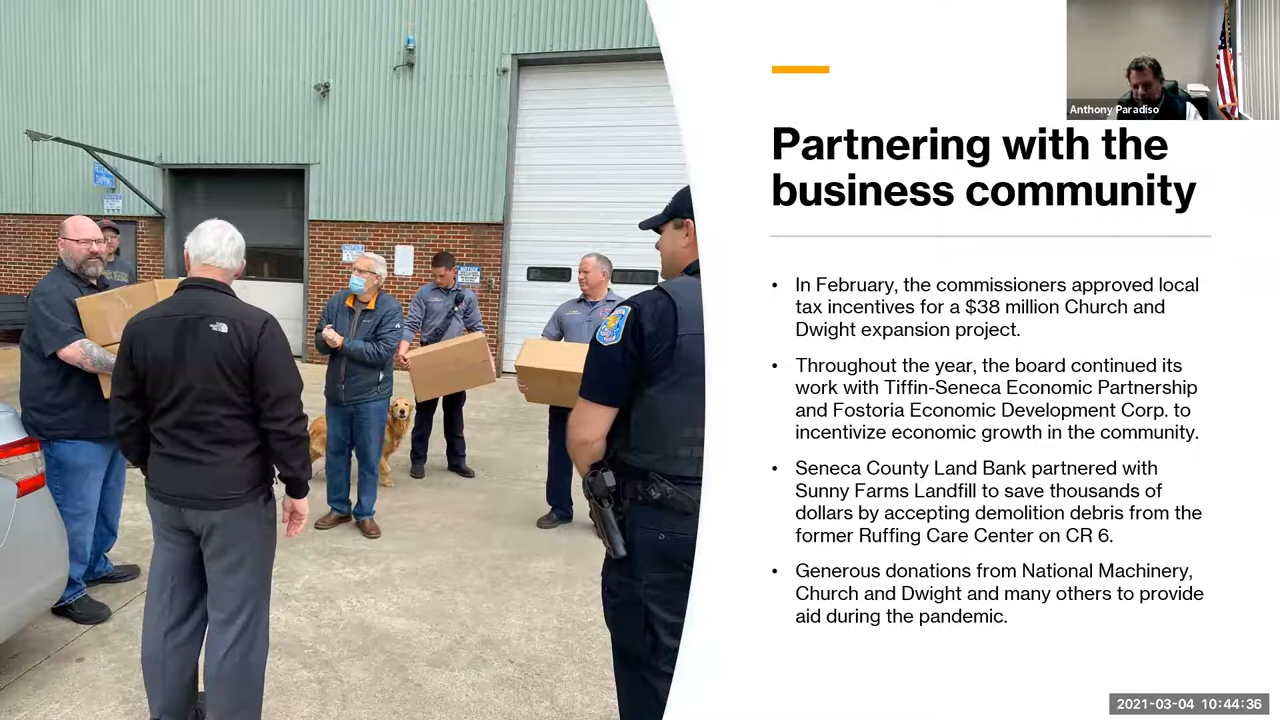 Anthony Paradiso
Partnering with the
business community
• In February, the commissioners approved local
tax incentives for a $38 million Church and
Dwight expansion project.
• Throughout the year, the board continued its
work with Tiffin-Seneca Economic Partnership
and Fostoria Economic Development Corp. to
incentivize economic growth in the community.
• Seneca County Land Bank partnered with
Sunny Farms Landfill to save thousands of
dollars by accepting demolition debris from the
former Ruffing Care Center on CR 6.
• Generous donations from National Machinery,
Church and Dwight and many others to provide
aid during the pandemic.
2021-03-04 10:44:36